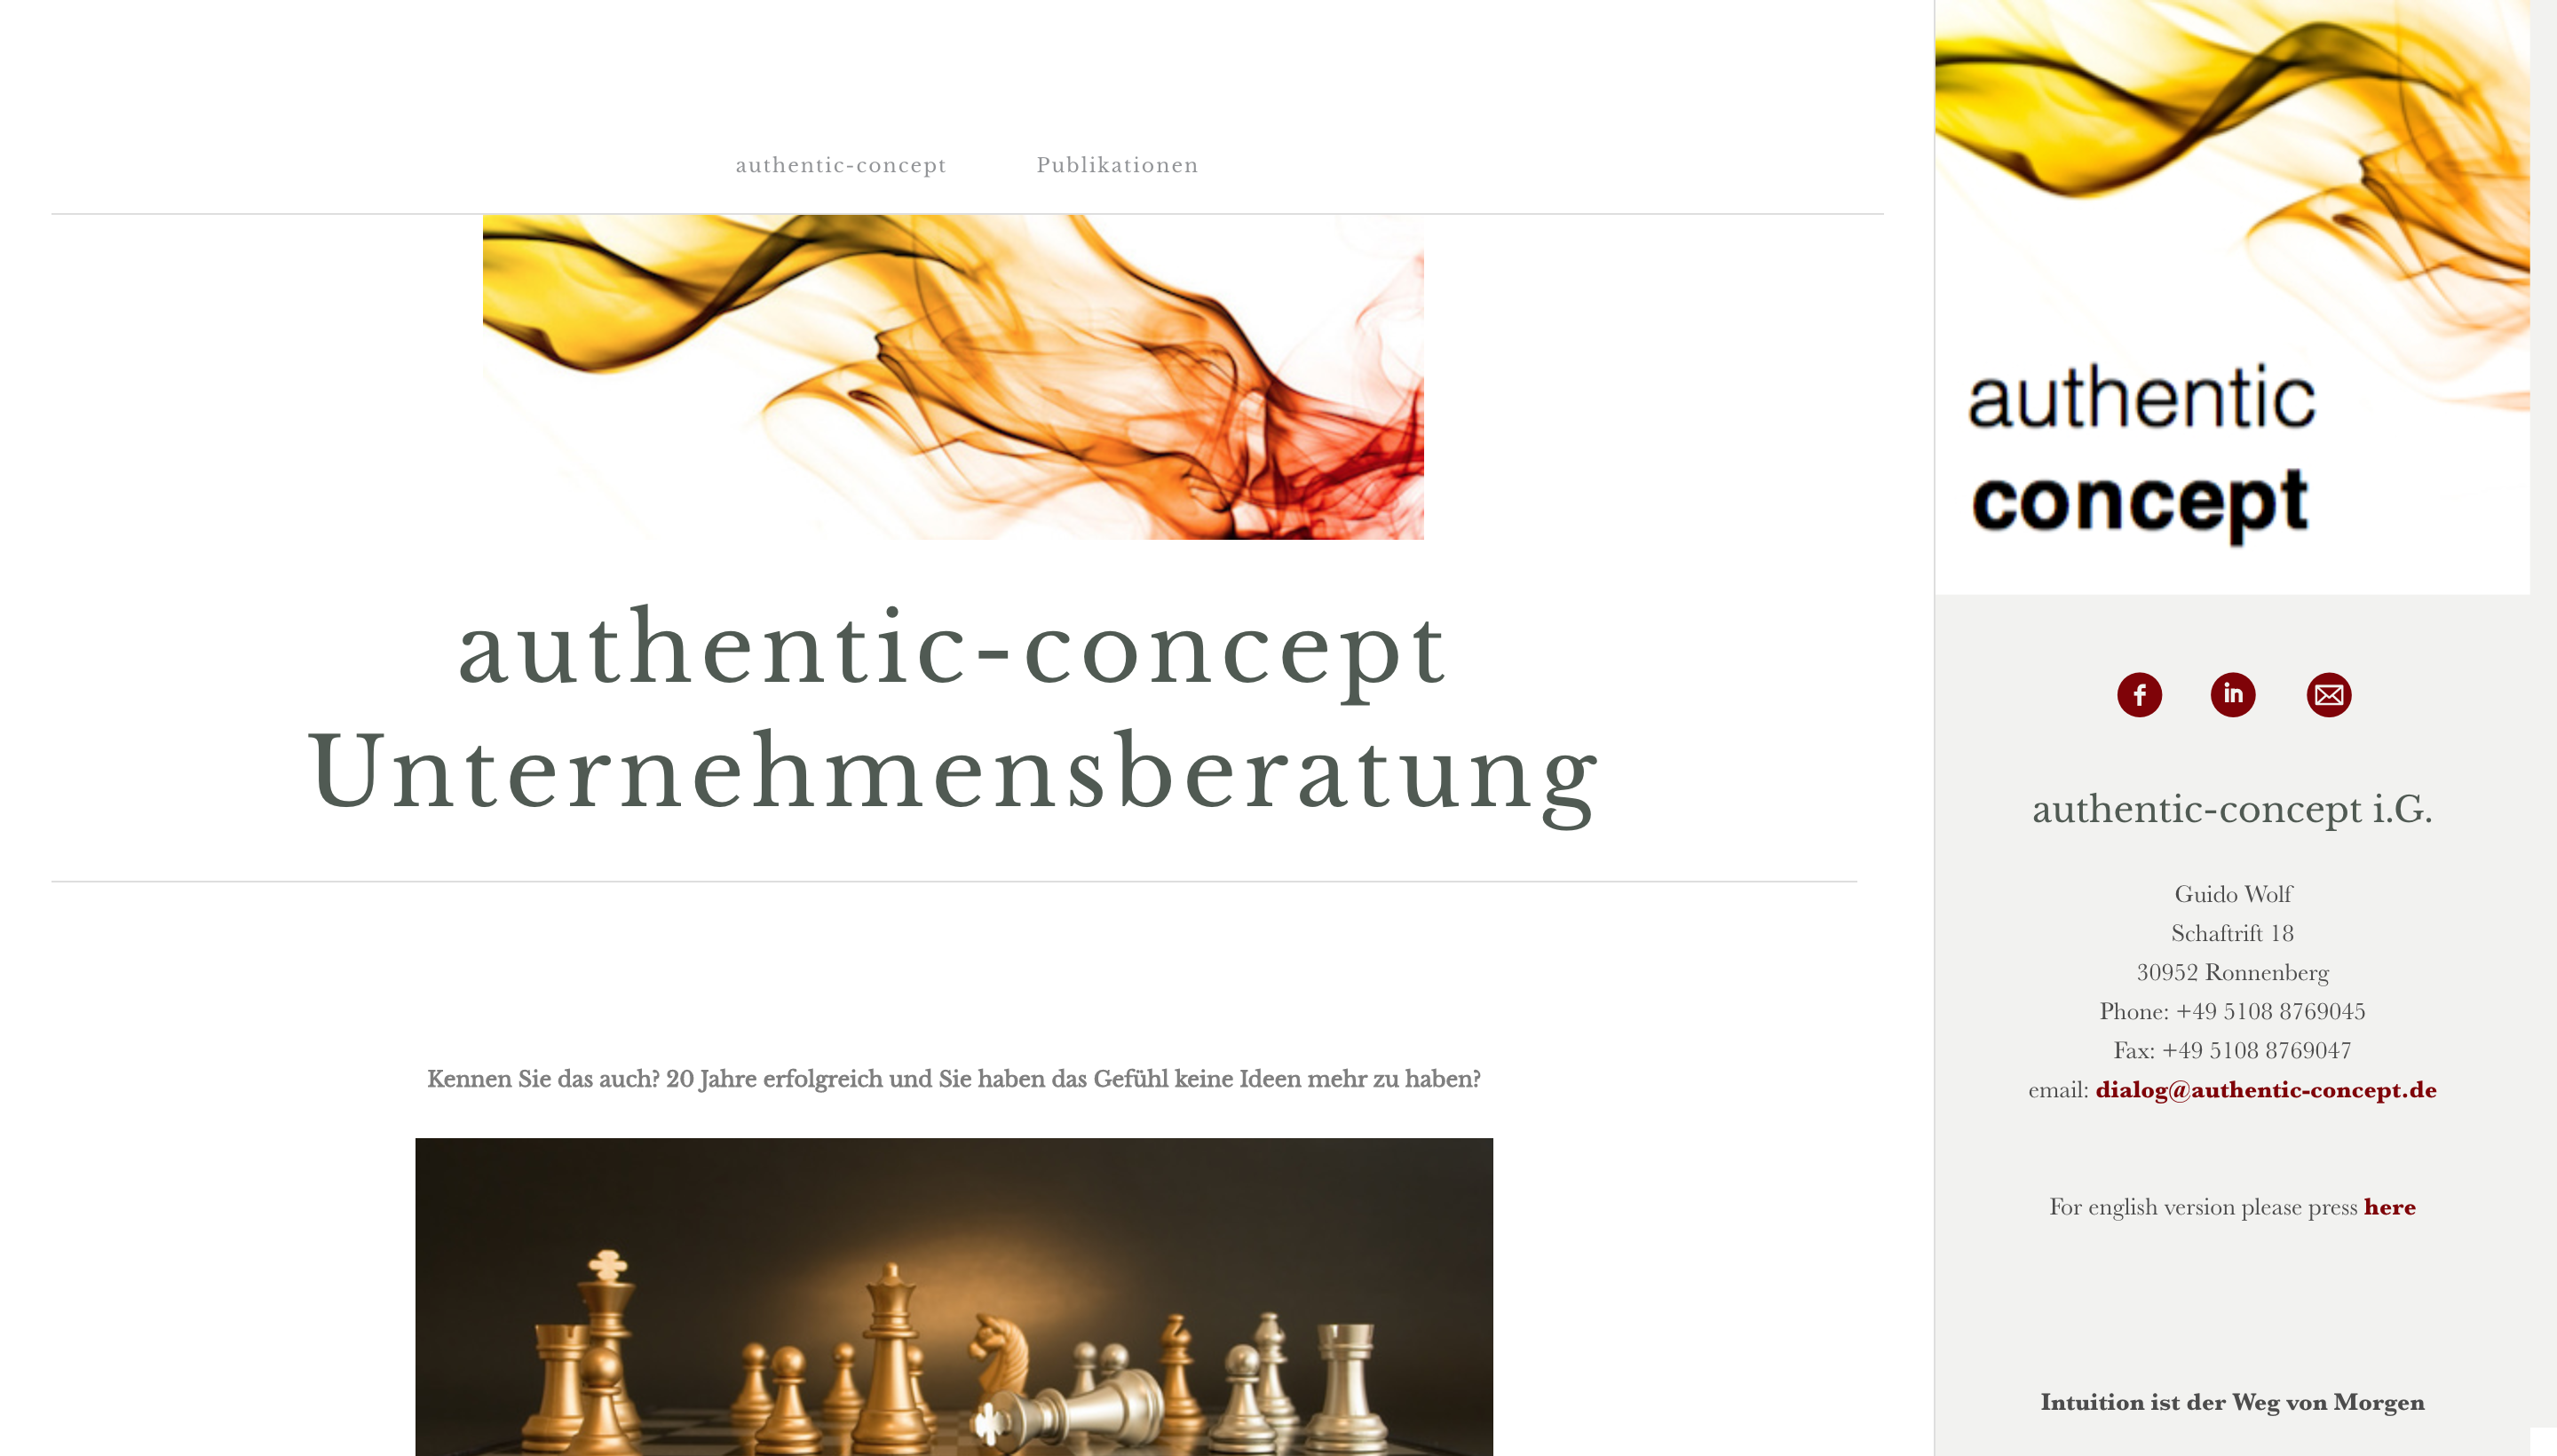 authentic-concept
Publikationen
authentic-concept
Unternehmensberatung
Kennen Sie das auch? 20 Jahre erfolgreich und Sie haben das Gefühl keine Ideen mehr zu haben?
authentic
concept
f
in
authentic-concept i.G.
Guido Wolf
Schaftrift 18
30952 Ronnenberg
Phone: +49 5108 8769045
Fax: +49 5108 8769047
email: dialog@authentic-concept.de
For english version please press here
Intuition ist der Weg von Morgen